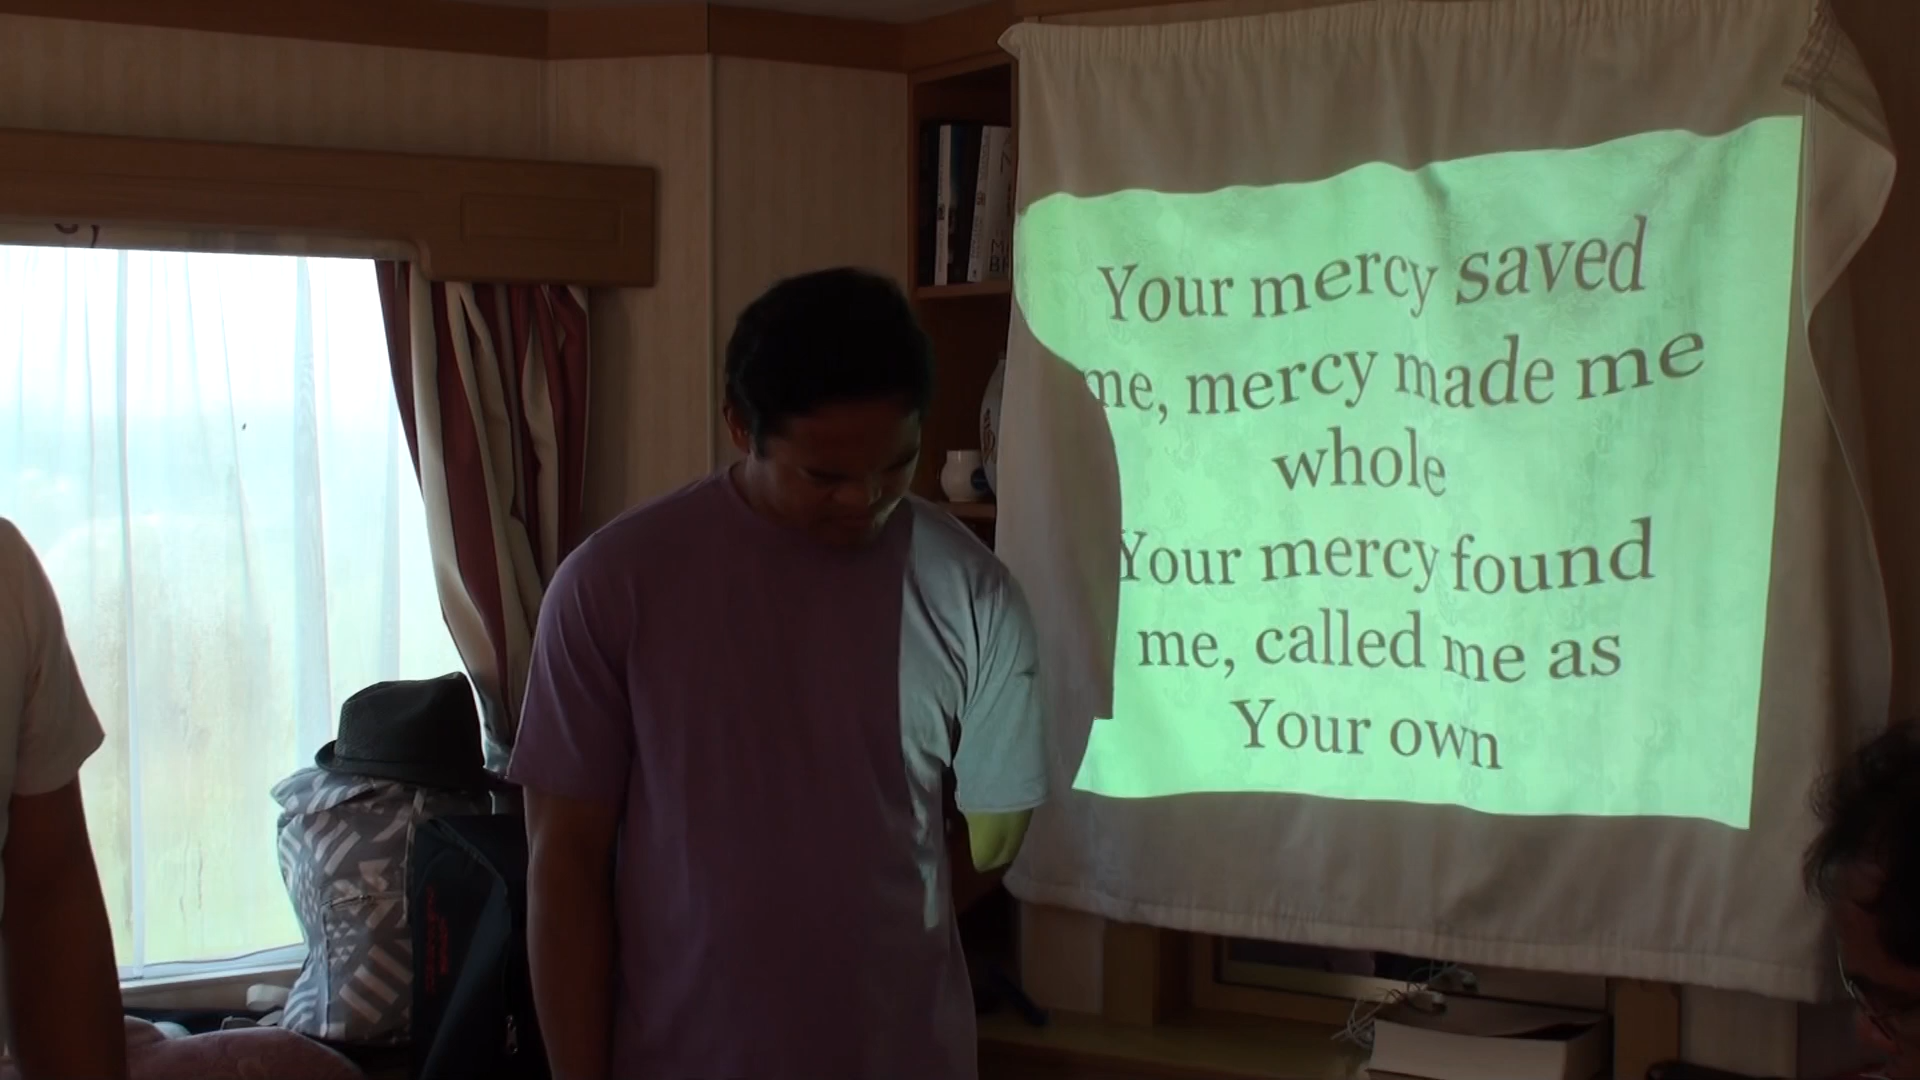 Your mercy saved
me, mercy made me
whole
Your mercy found
me, called me as
Your own